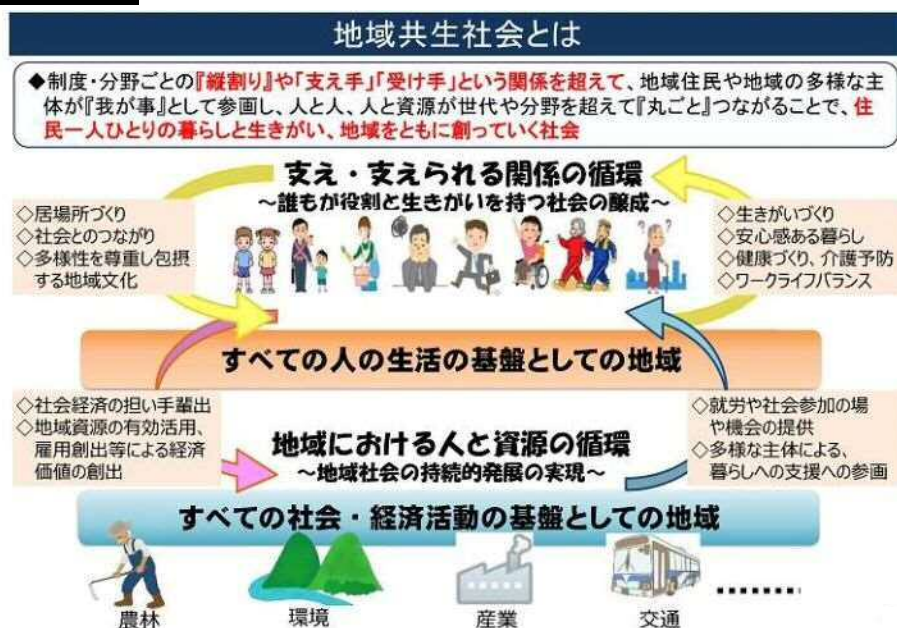 地域共生社会とは
◆制度・分野ごとの『縦割り』や「支え手」「受け手」という関係を超えて、地域住民や地域の多様な主
体が『我が事』として参画し、人と人、人と資源が世代や分野を超えて『丸ごと』つながることで、住
民一人ひとりの暮らしと生きがい、地域をともに創っていく社会
支え・支えられる関係の循環
~誰もが役割と生きがいを持つ社会の醸成~
◇居場所づくり
◇社会とのつながり
◇多様性を尊重し包摂
する地域文化
◇生きがいづくり
◇安心感ある暮らし
◇健康づくり、介護予防
◇ワークライフバランス
すべての人の生活の基盤としての地域
◇社会経済の担い手輩出
◇地域資源の有効活用、
雇用創出等による経済
価値の創出
地域における人と資源の循環
~地域社会の持続的発展の実現~
◇就労や社会参加の場
や機会の提供
◇多様な主体による、
暮らしへの支援への参画
すべての社会・経済活動の基盤としての地域
農林
環境
産業
交通